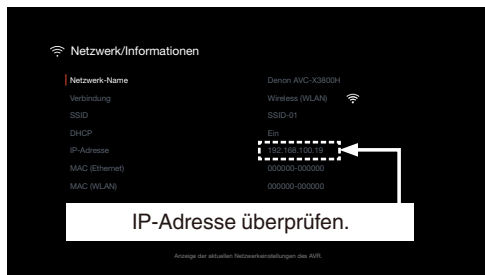 Netzwerk/Informationen
Netzwerk-Name Denon AVC-X3800H
Verbindung Wireless (WLAN)
SSID SSID-01
DHCP Ein
IP-Adresse 192.168.100.19
MAC (Ethernet) 000000-000000
MAC (WLAN) 000000-000000
IP-Adresse überprüfen.
Anzeige der aktuellen Netzwerkeinstellungen des AVR.